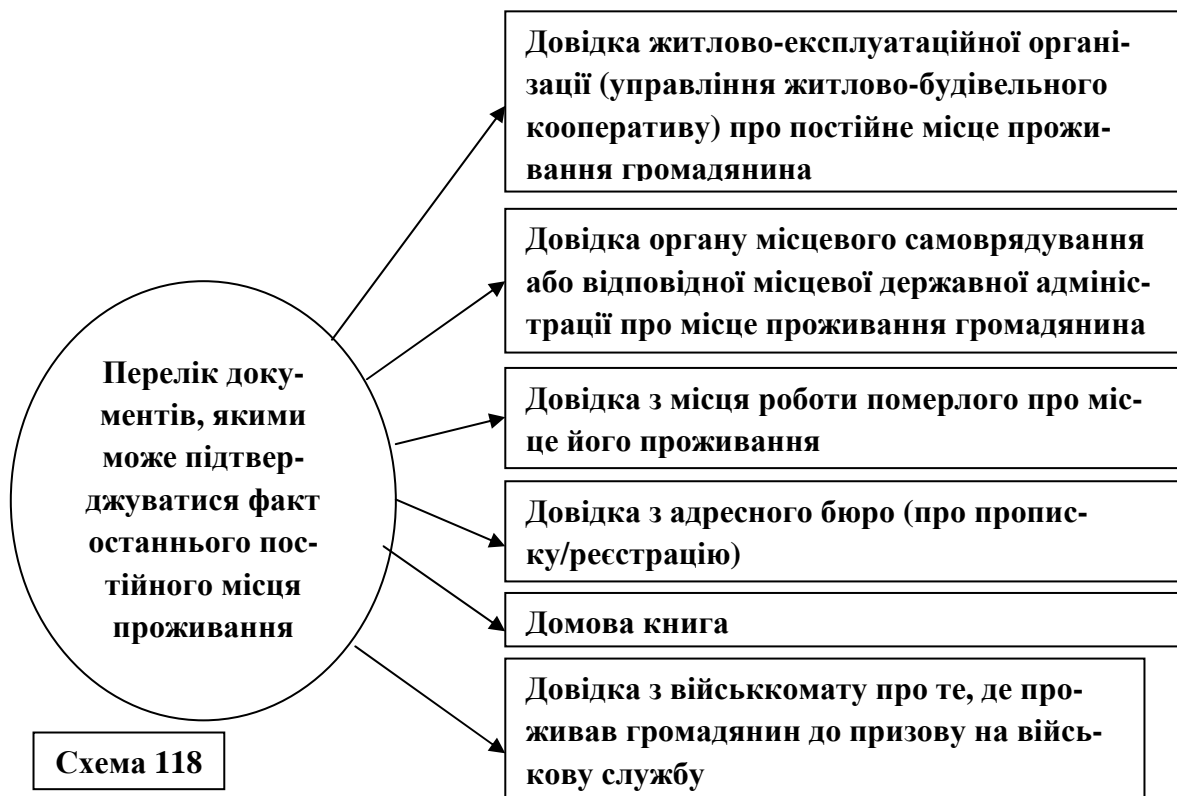 Довідка житлово-експлуатаційної органі-
зації (управління житлово-будівельного
кооперативу) про постійне місце прожи-
вання громадянина
Довідка органу місцевого самоврядування
або відповідної місцевої державної адмініс-
трації про місце проживання громадянина
Перелік доку-
ментів, якими
може підтвер-
джуватися факт
останнього пос-
тійного місця
проживання
Довідка з місця роботи померлого про міс-
це його проживання
Довідка з адресного бюро (про пропис-
ку/реєстрацію)
Домова книга
Довідка з військкомату про те, де про-
живав громадянин до призову на війсь-
кову службу
Схема 118